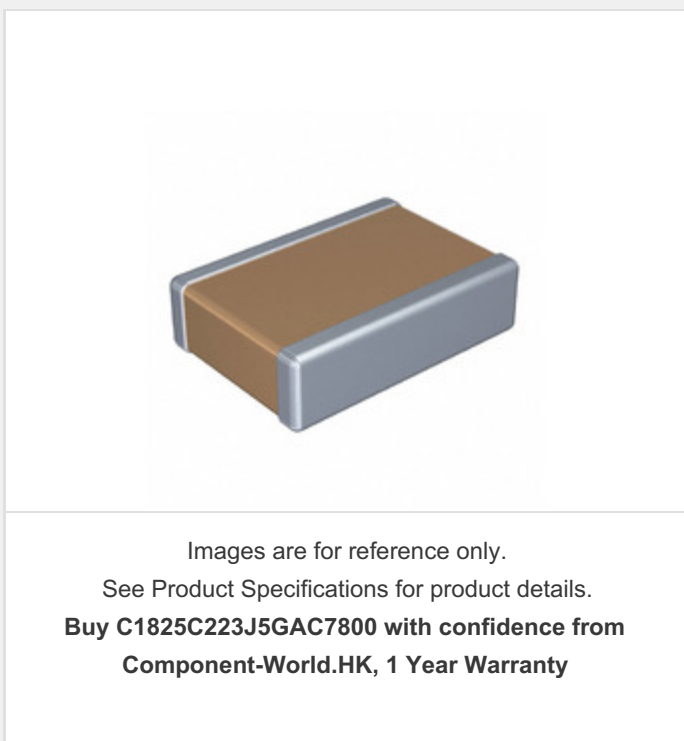 Images are for reference only.
See Product Specifications for product details.
Buy C1825C223J5GAC7800 with confidence from
Component-World.HK, 1 Year Warranty